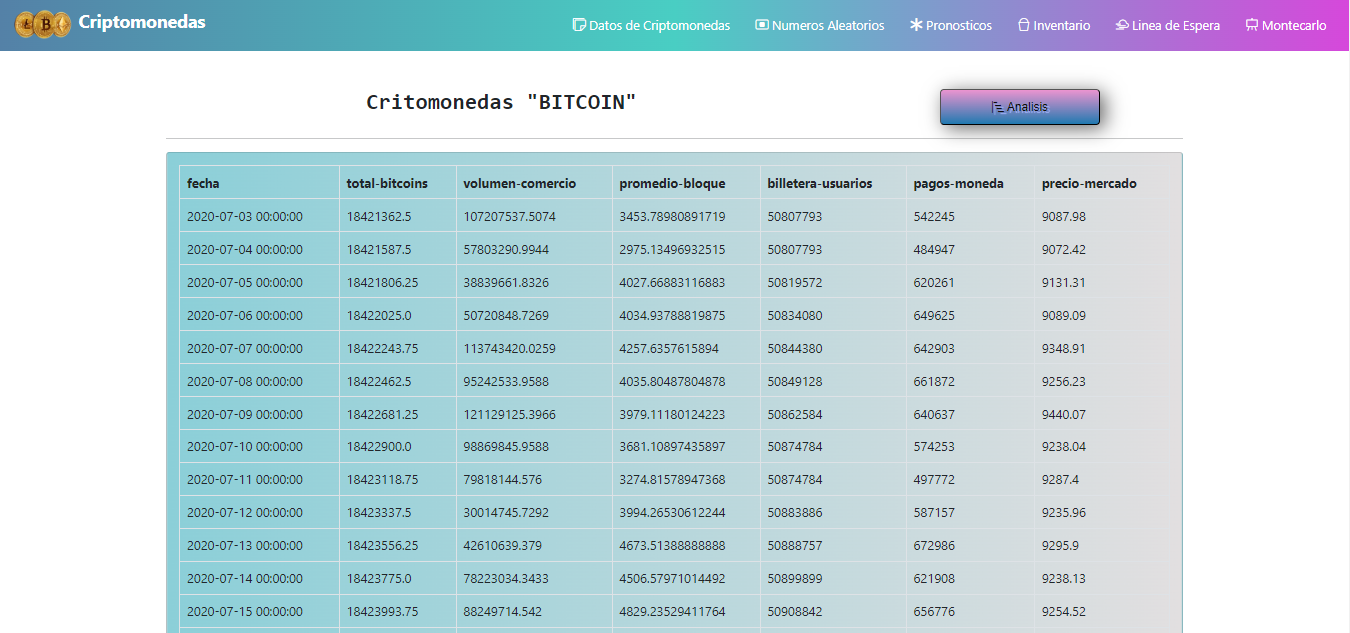 Criptomonedas Datos de Criptomonedas Numeros Aleatorios Pronosticos Inventario Linea de Espera Montecarlo
Critomonedas "BITCOIN" Analisis
fecha total-bitcoins volumen-comercio promedio-bloque billetera-usuarios pagos-moneda precio-mercado
2020-07-03 00:00:00 18421362.5 107207537.5074 3453.78980891719 50807793 542245 9087.98
2020-07-04 00:00:00 18421587.5 57803290.9944 2975.13496932515 50807793 484947 9072.42
2020-07-05 00:00:00 18421806.25 38839661.8326 4027.66883116883 50819572 620261 9131.31
2020-07-06 00:00:00 18422025.0 50720848.7269 4034.93788819875 50834080 649625 9089.09
2020-07-07 00:00:00 18422243.75 113743420.0259 4257.6357615894 50844380 642903 9348.91
2020-07-08 00:00:00 18422462.5 95242533.9588 4035.80487804878 50849128 661872 9256.23
2020-07-09 00:00:00 18422681.25 121129125.3966 3979.11180124223 50862584 640637 9440.07
2020-07-10 00:00:00 18422900.0 98869845.9588 3681.10897435897 50874784 574253 9238.04
2020-07-11 00:00:00 18423118.75 79818144.576 3274.81578947368 50874784 497772 9287.4
2020-07-12 00:00:00 18423337.5 30014745.7292 3994.26530612244 50883886 587157 9235.96
2020-07-13 00:00:00 18423556.25 42610639.379 4673.51388888888 50888757 672986 9295.9
2020-07-14 00:00:00 18423775.0 78223034.3433 4506.57971014492 50899899 621908 9238.13
2020-07-15 00:00:00 18423993.75 88249714.542 4829.23529411764 50908842 656776 9254.52